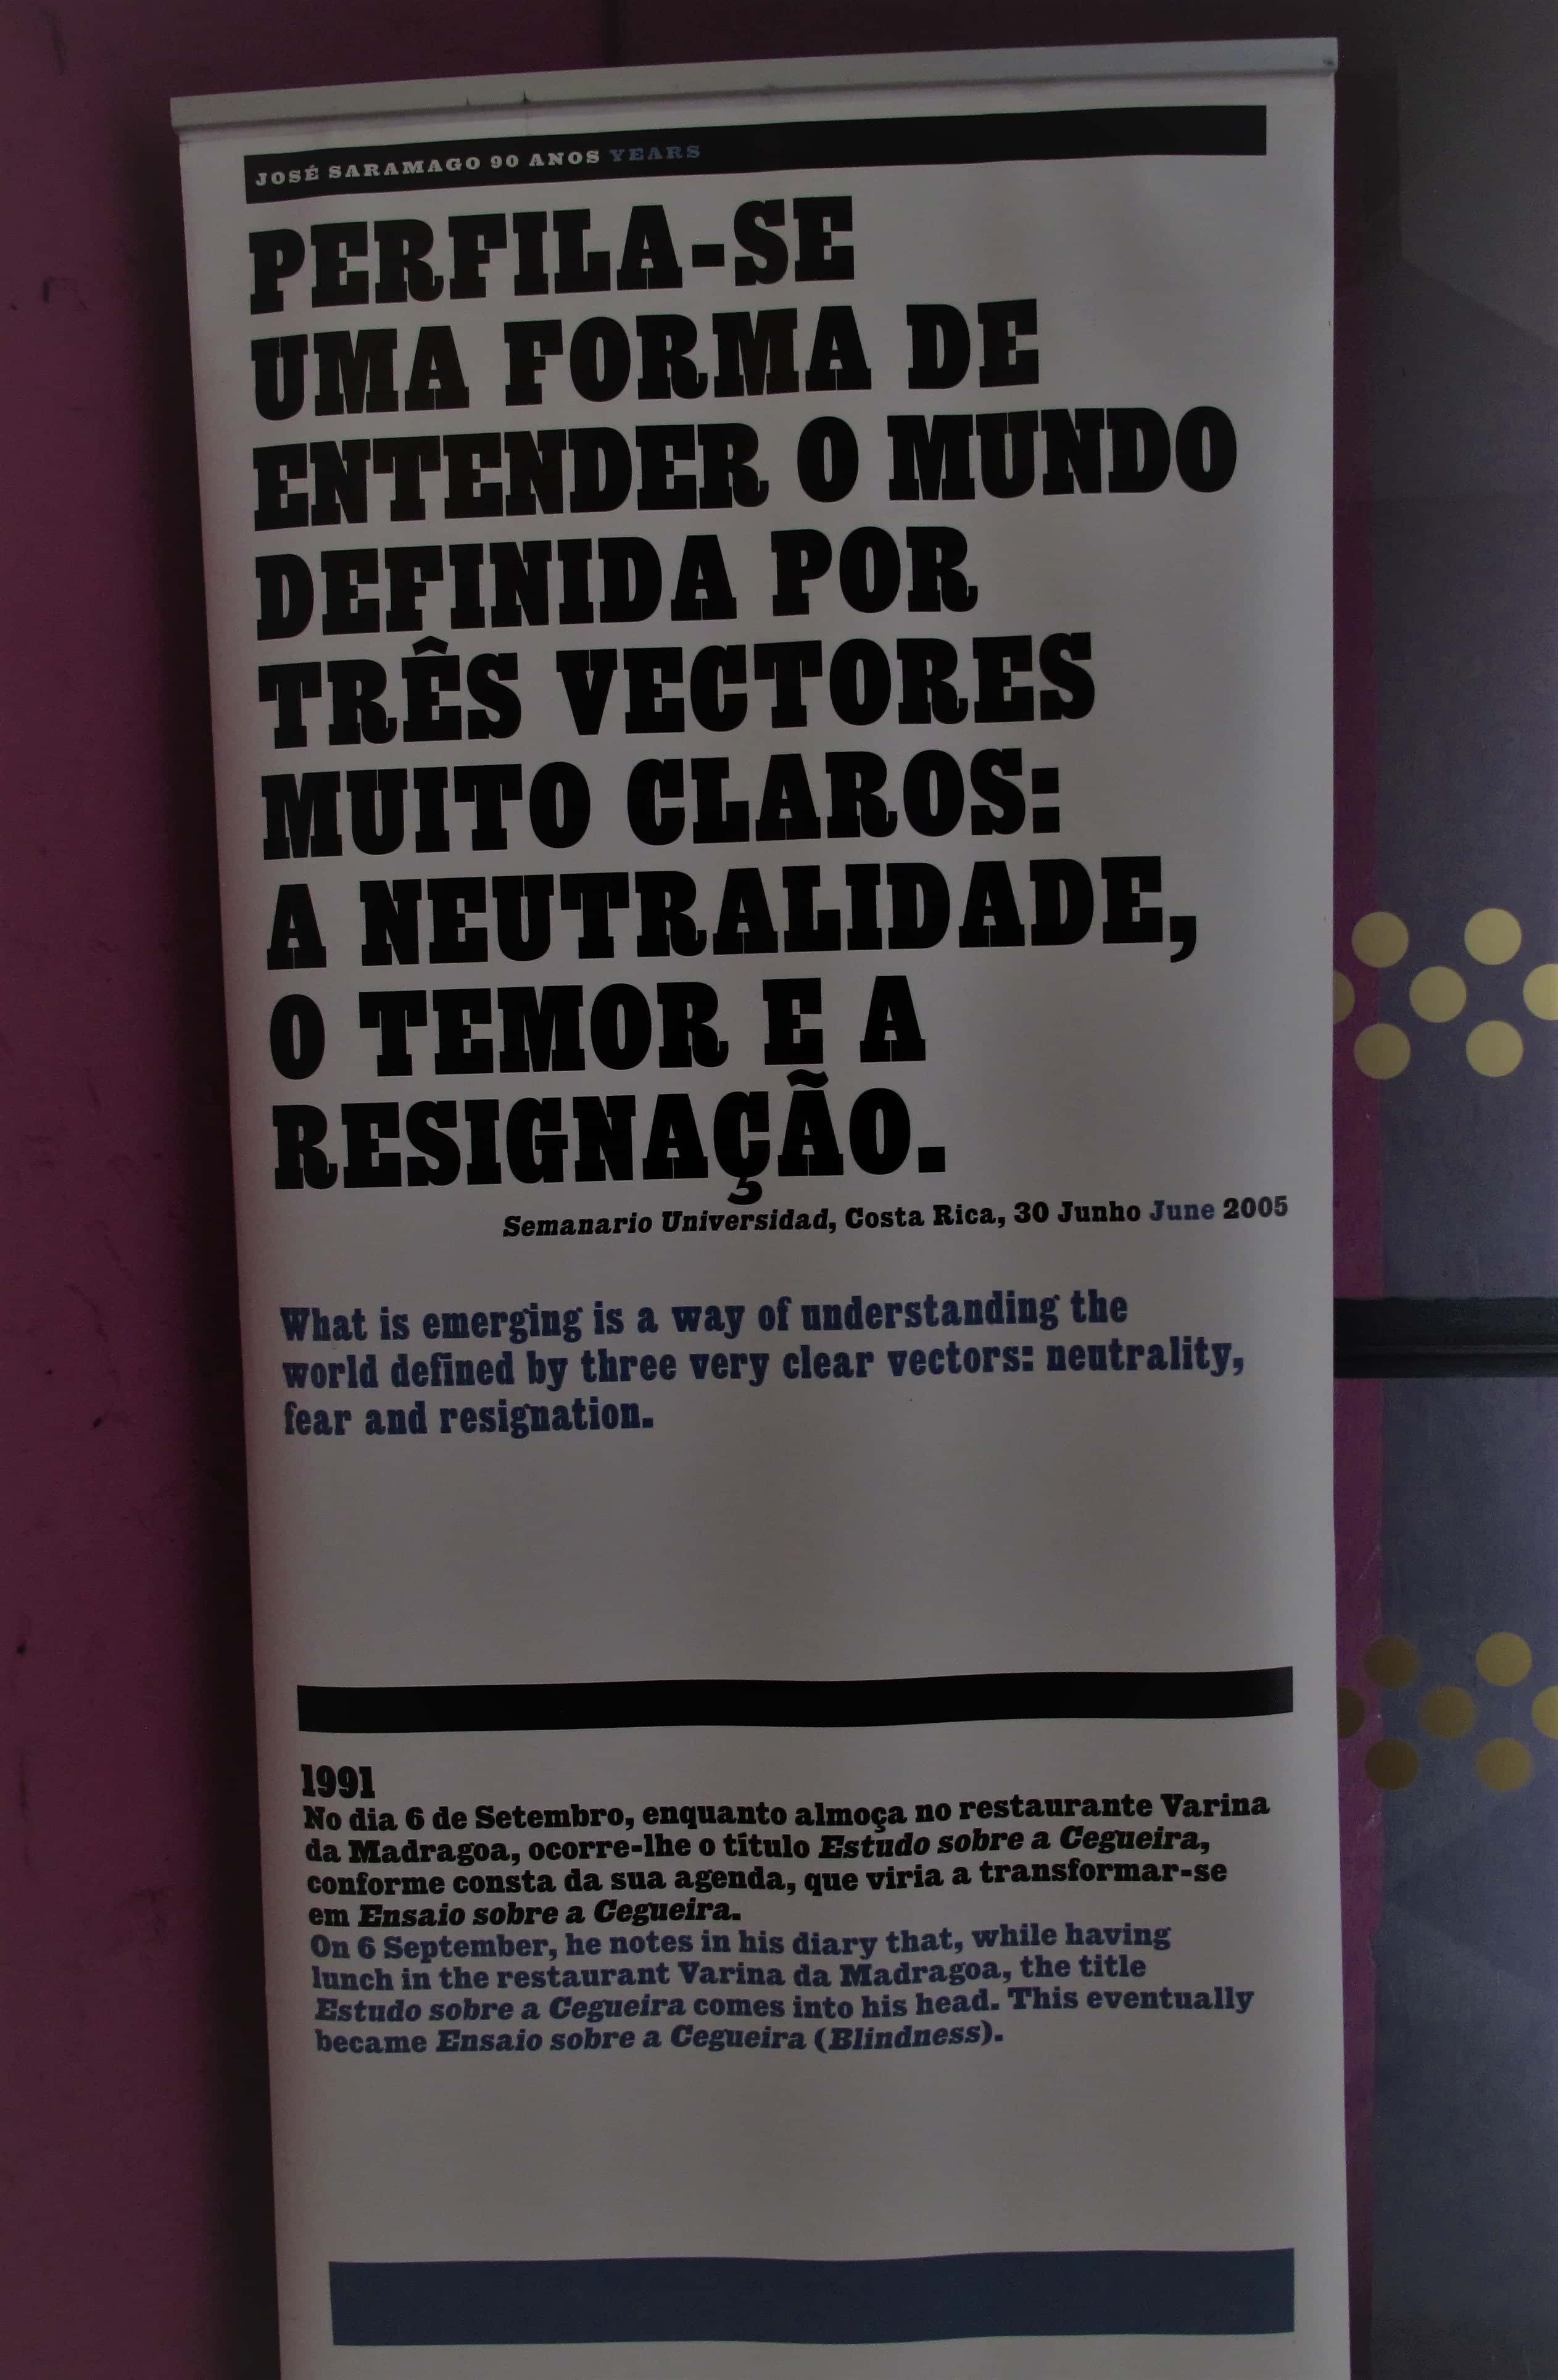 JOSÉ SARAMAGO 90 ANOS YEARS
PERFILA-SE
UMA FORMA DE
ENTENDER O MUNDO
DEFINIDA POR
TRÊS VECTORES
MUITO CLAROS:
A NEUTRALIDADE,
O TEMOR E A
RESIGNAÇÃO.
Semanario Universidad, Costa Rica, 30 Junho June 2005
What is emerging is a way of understanding the
world defined by three very clear vectors: neutrality,
fear and resignation.
1991
No dia 6 de Setembro, enquanto almoça no restaurante Varina
da Madragoa, ocorre-lhe o título Estudo sobre a Cegueira,
conforme consta da sua agenda, que viria a transformar-se
em Ensaio sobre a Cegueira.
On 6 September, he notes in his diary that, while having
lunch in the restaurant Varina da Madragoa, the title
Estudo sobre a Cegueira comes into his head. This eventually
became Ensaio sobre a Cegueira (Blindness).